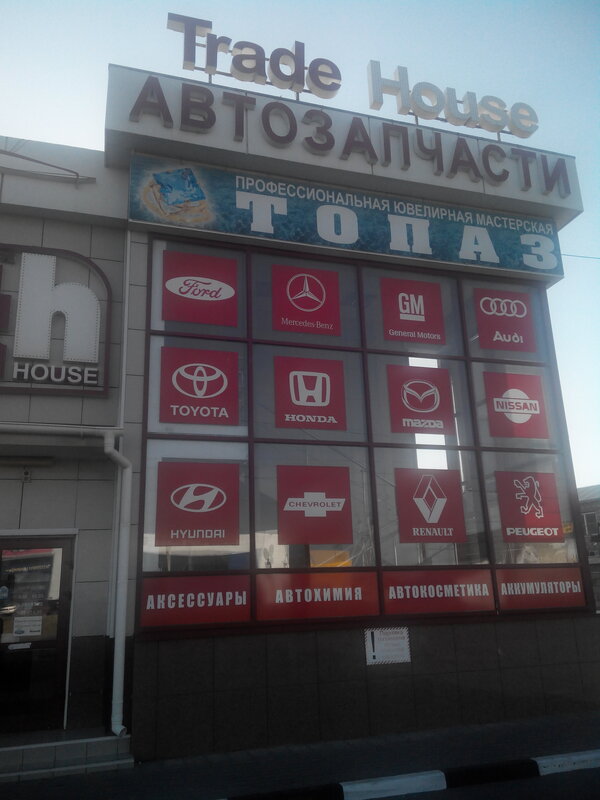 Trade House
АВТОЗАПЧАСТИ
ПРОФЕССИОНАЛЬНАЯ ЮВЕЛИРНАЯ МАСТЕРСКАЯ
ТОПАЗ
h
HOUSE
Ford
Mercedes-Benz
GM
General Motors
Audi
TOYOTA
HONDA
mazda
NISSAN
HYUNDAI
CHEVROLET
RENAULT
PEUGEOT
АКСЕССУАРЫ
АВТОХИМИЯ
АВТОКОСМЕТИКА
АККУМУЛЯТОРЫ